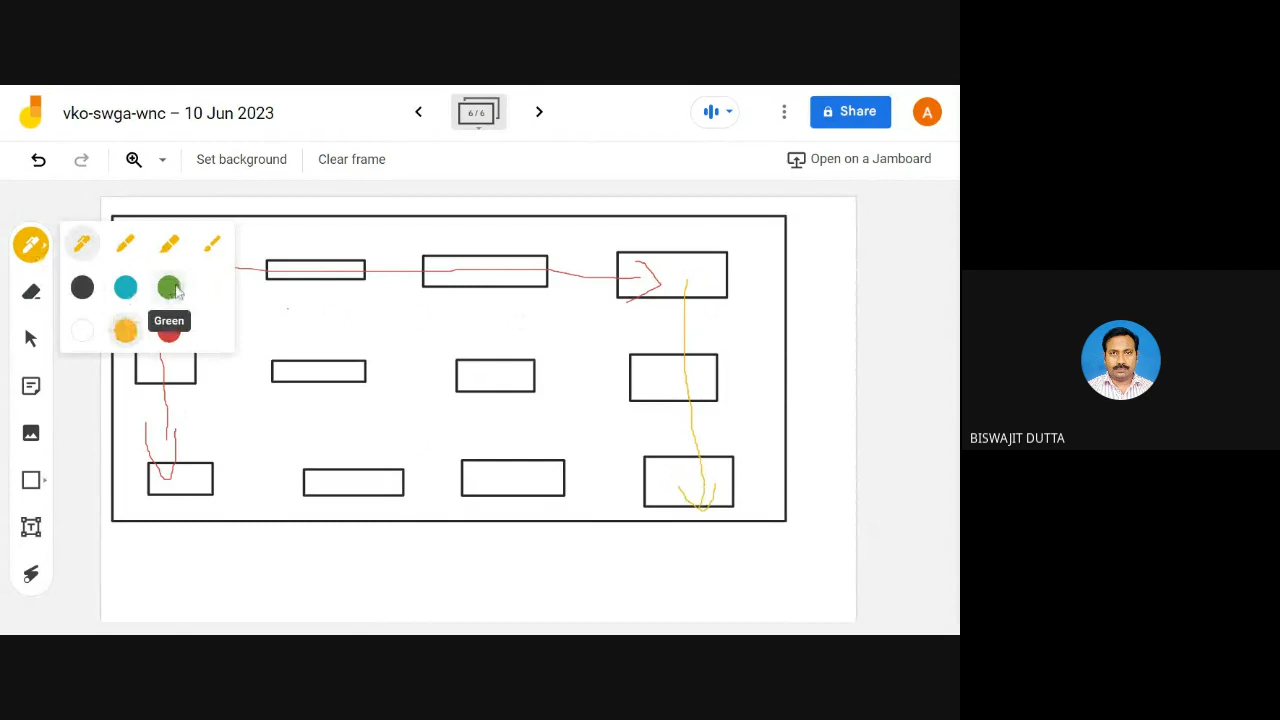 vko-swga-wnc – 10 Jun 2023
6 / 6
Share
A
Set background
Clear frame
Open on a Jamboard
Green
BISWAJIT DUTTA